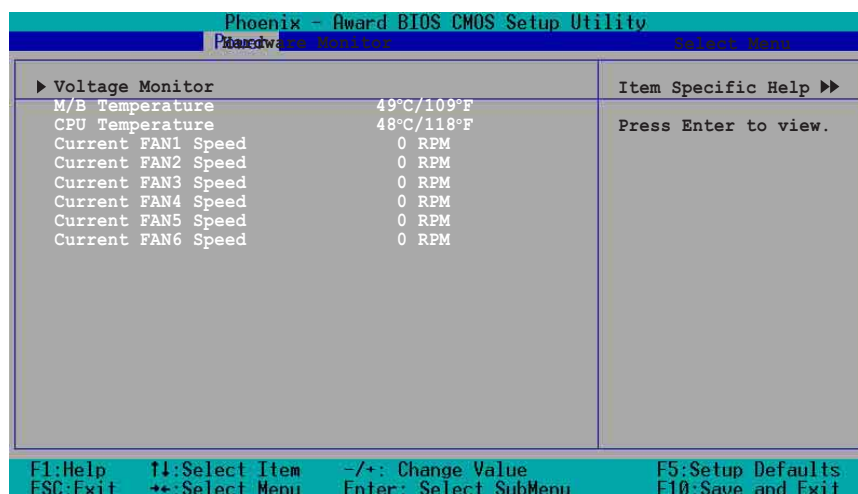 Phoenix - Award BIOS CMOS Setup Utility
Power
Hardware Monitor
Select Menu
▶ Voltage Monitor
M/B Temperature 49°C/109°F
CPU Temperature 48°C/118°F
Current FAN1 Speed 0 RPM
Current FAN2 Speed 0 RPM
Current FAN3 Speed 0 RPM
Current FAN4 Speed 0 RPM
Current FAN5 Speed 0 RPM
Current FAN6 Speed 0 RPM
Item Specific Help ▶▶
Press Enter to view.
F1:Help ↑↓:Select Item -/+: Change Value F5:Setup Defaults
ESC:Exit →←:Select Menu Enter: Select SubMenu F10:Save and Exit